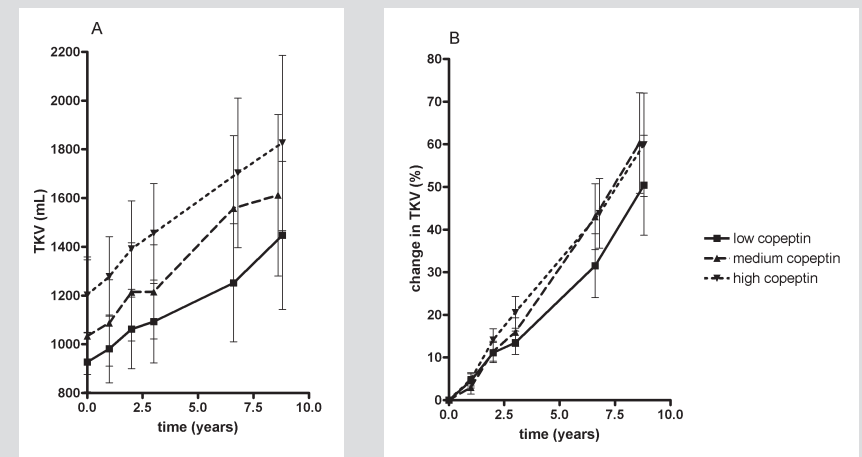 A
2200
2000
1800
1600
1400
1200
1000
800
TKV (mL)
0.0 2.5 5.0 7.5 10.0
time (years)
B
80
70
60
50
40
30
20
10
0
change in TKV (%)
0.0 2.5 5.0 7.5 10.0
time (years)
low copeptin
medium copeptin
high copeptin